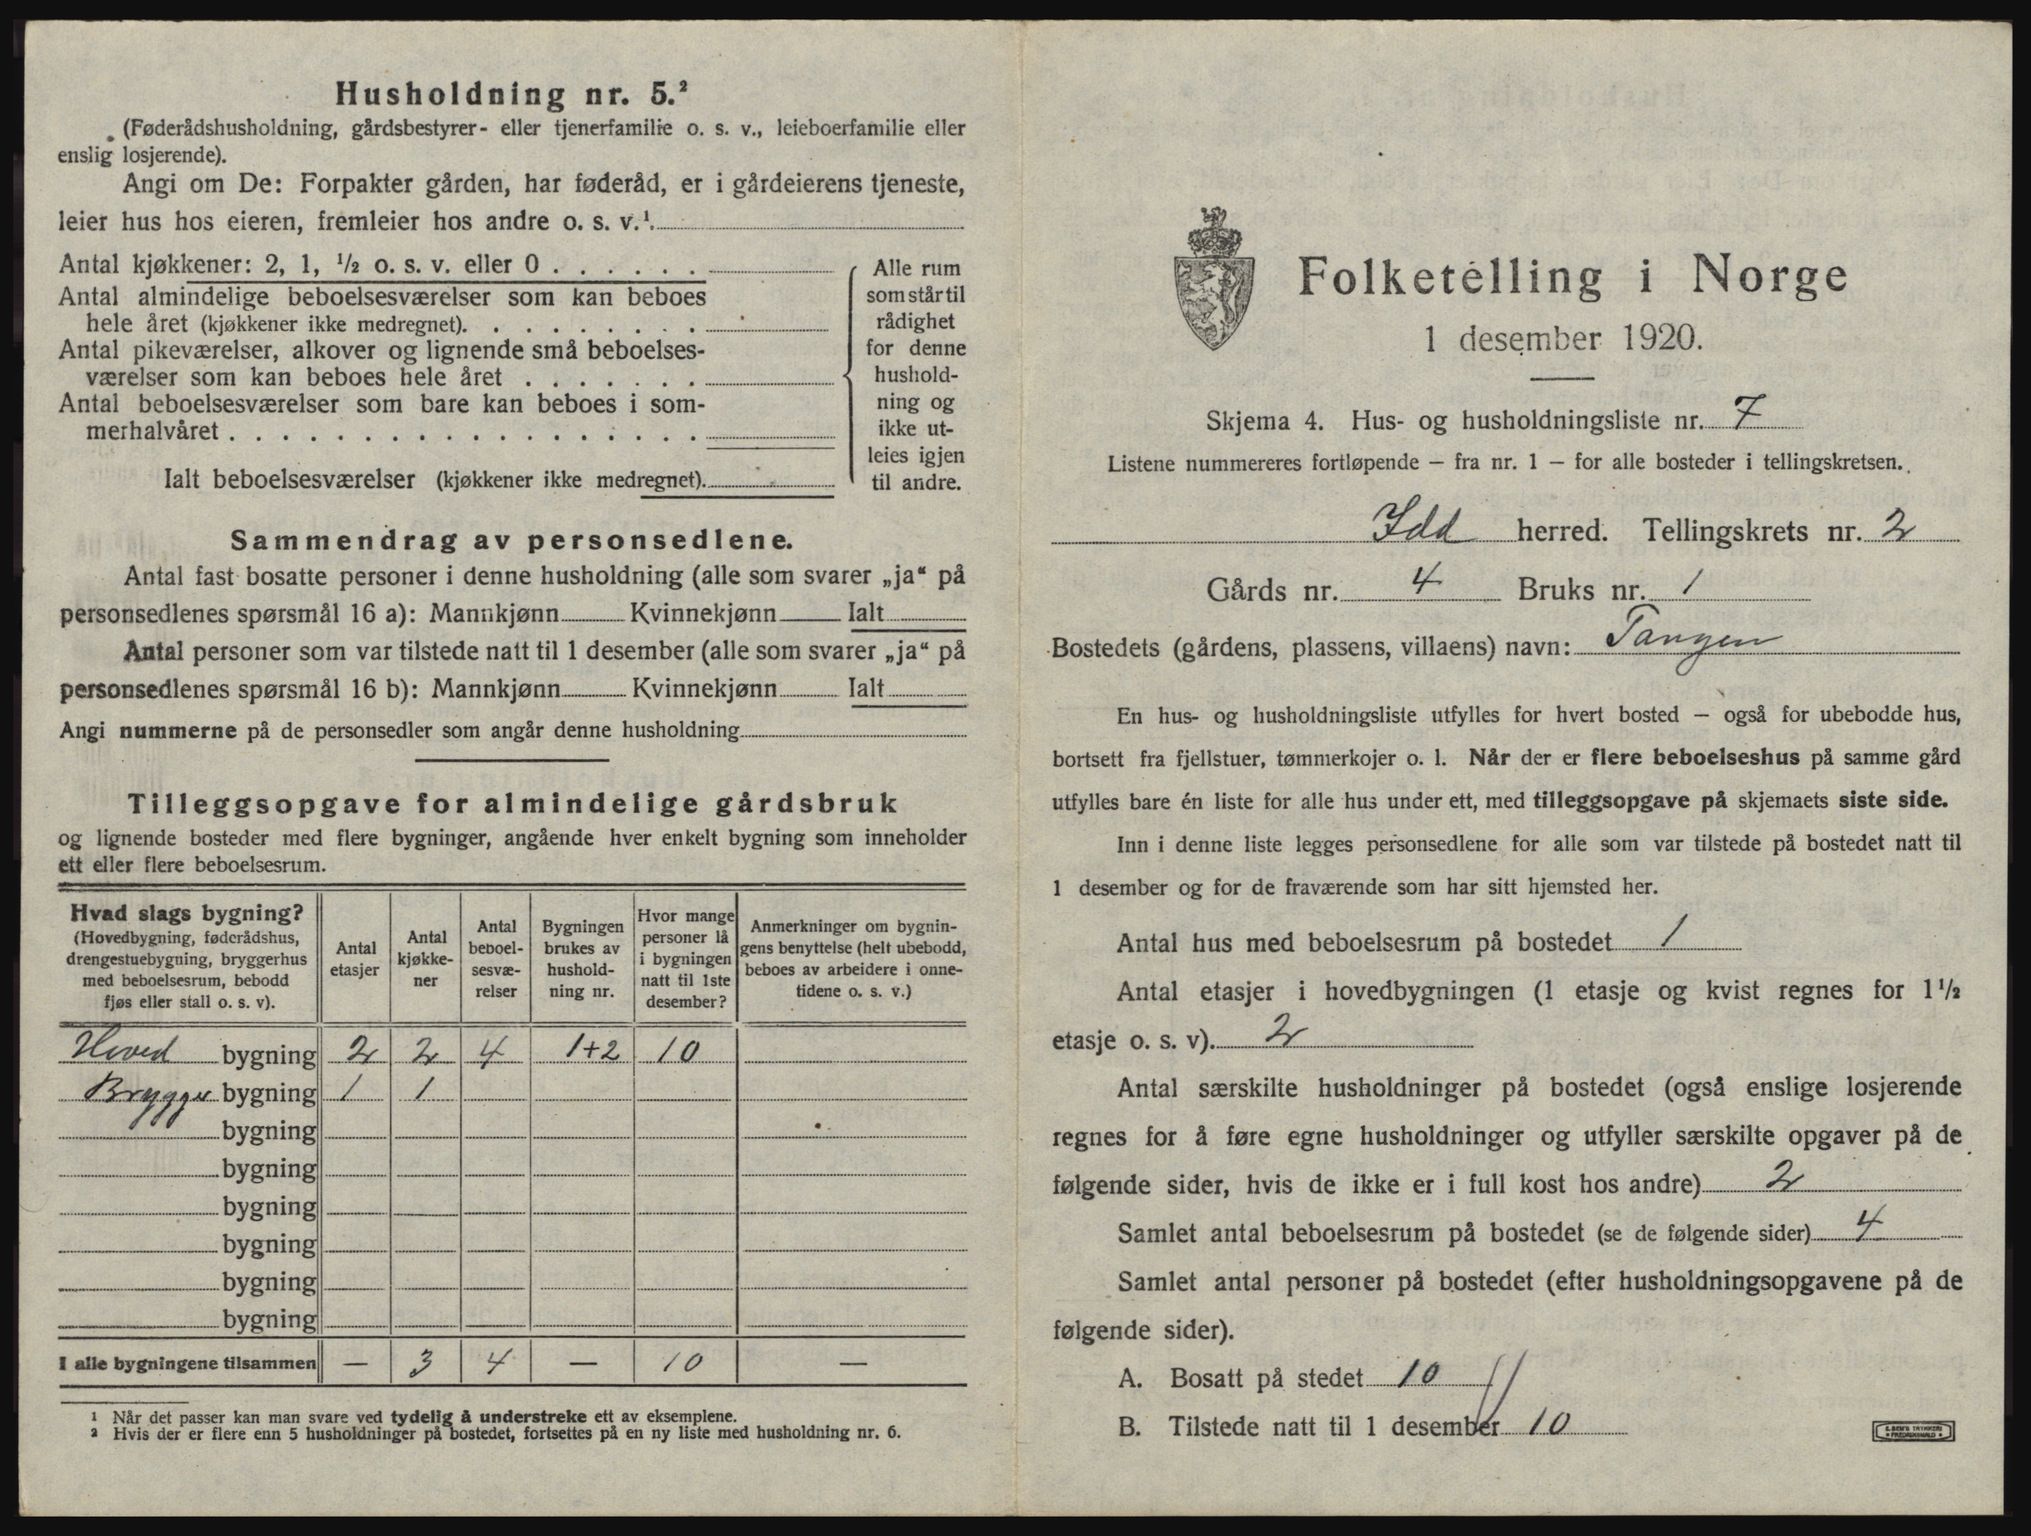 Husholdning nr. 5.²
(Føderådshusholdning, gårdsbestyrer- eller tjenerfamilie o. s. v., leieboerfamilie eller
enslig losjerende).
Angi om De: Forpakter gården, har føderåd, er i gårdeierens tjeneste,
leier hus hos eieren, fremleier hos andre o. s. v.¹.
Antal kjøkkener: 2, 1, ½ o. s. v. eller 0 . . . . . .
Antal almindelige beboelsesværelser som kan beboes
hele året (kjøkkener ikke medregnet). . . . . . . . .
Antal pikeværelser, alkover og lignende små beboelses-
værelser som kan beboes hele året . . . . . . .
Antal beboelsesværelser som bare kan beboes i som-
merhalvåret . . . . . . . . . . . . . . . . . .
Ialt beboelsesværelser (kjøkkener ikke medregnet).
Alle rum
som står til
rådighet
for denne
hushold-
ning og
ikke ut-
leies igjen
til andre.
Sammendrag av personsedlene.
Antal fast bosatte personer i denne husholdning (alle som svarer „ja“ på
personsedlenes spørsmål 16 a): Mannkjønn Kvinnekjønn Ialt
Antal personer som var tilstede natt til 1 desember (alle som svarer „ja“ på
personsedlenes spørsmål 16 b): Mannkjønn Kvinnekjønn Ialt
Angi nummerne på de personsedler som angår denne husholdning
Tilleggsopgave for almindelige gårdsbruk
og lignende bosteder med flere bygninger, angående hver enkelt bygning som inneholder
ett eller flere beboelsesrum.
Hvad slags bygning?
(Hovedbygning, føderådshus,
drengestuebygning, bryggerhus
med beboelsesrum, bebodd
fjøs eller stall o. s. v).
Antal
etasjer
Antal
kjøkke-
ner
Antal
beboel-
sesvæ-
relser
Bygningen
brukes av
hushold-
ning nr.
Hvor mange
personer lå
i bygningen
natt til 1ste
desember?
Anmerkninger om bygnin-
gens benyttelse (helt ubebodd,
beboes av arbeidere i onne-
tidene o. s. v.)
Hoved bygning 2 2 4 1+2 10
Brygger bygning 1 1
bygning
bygning
bygning
bygning
bygning
bygning
I alle bygningene tilsammen — 3 4 — 10 —
¹ Når det passer kan man svare ved tydelig å understreke ett av eksemplene.
² Hvis der er flere enn 5 husholdninger på bostedet, fortsettes på en ny liste med husholdning nr. 6.
Folketelling i Norge
1 desember 1920.
Skjema 4. Hus- og husholdningsliste nr. 7
Listene nummereres fortløpende – fra nr. 1 – for alle bosteder i tellingskretsen.
Idd herred. Tellingskrets nr. 2
Gårds nr. 4 Bruks nr. 1
Bostedets (gårdens, plassens, villaens) navn: Tangen
En hus- og husholdningsliste utfylles for hvert bosted – også for ubebodde hus,
bortsett fra fjellstuer, tømmerkojer o. l. Når der er flere beboelseshus på samme gård
utfylles bare én liste for alle hus under ett, med tilleggsopgave på skjemaets siste side.
Inn i denne liste legges personsedlene for alle som var tilstede på bostedet natt til
1 desember og for de fraværende som har sitt hjemsted her.
Antal hus med beboelsesrum på bostedet 1
Antal etasjer i hovedbygningen (1 etasje og kvist regnes for 1½
etasje o. s. v). 2
Antal særskilte husholdninger på bostedet (også enslige losjerende
regnes for å føre egne husholdninger og utfyller særskilte opgaver på de
følgende sider, hvis de ikke er i full kost hos andre) 2
Samlet antal beboelsesrum på bostedet (se de følgende sider) 4
Samlet antal personer på bostedet (efter husholdningsopgavene på de
følgende sider).
A. Bosatt på stedet 10
B. Tilstede natt til 1 desember 10